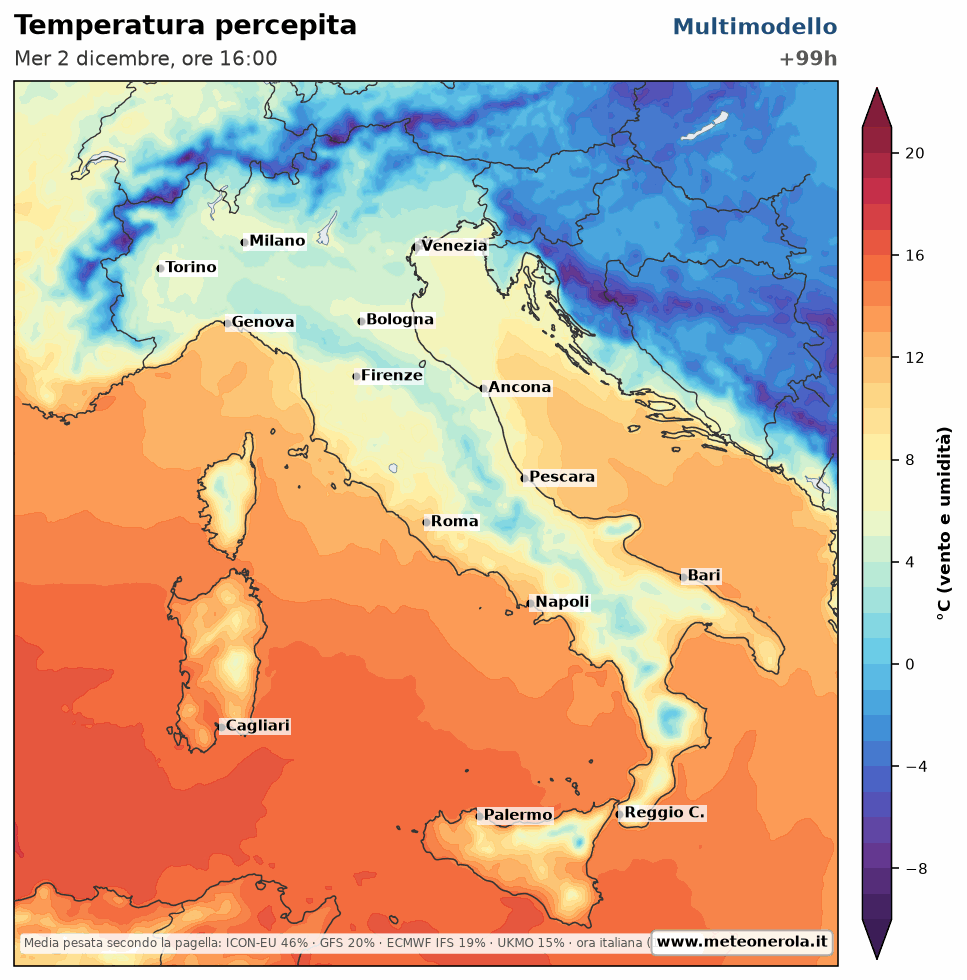 Temperatura percepita
Multimodello
Mer 2 dicembre, ore 16:00
+99h
Milano
Venezia
Torino
Genova
Bologna
Firenze
Ancona
Pescara
Roma
Bari
Napoli
Cagliari
Palermo
Reggio C.
20
16
12
8
4
0
−4
−8
°C (vento e umidità)
Media pesata secondo la pagella: ICON-EU 46% · GFS 20% · ECMWF IFS 19% · UKMO 15% · ora italiana (
www.meteonerola.it